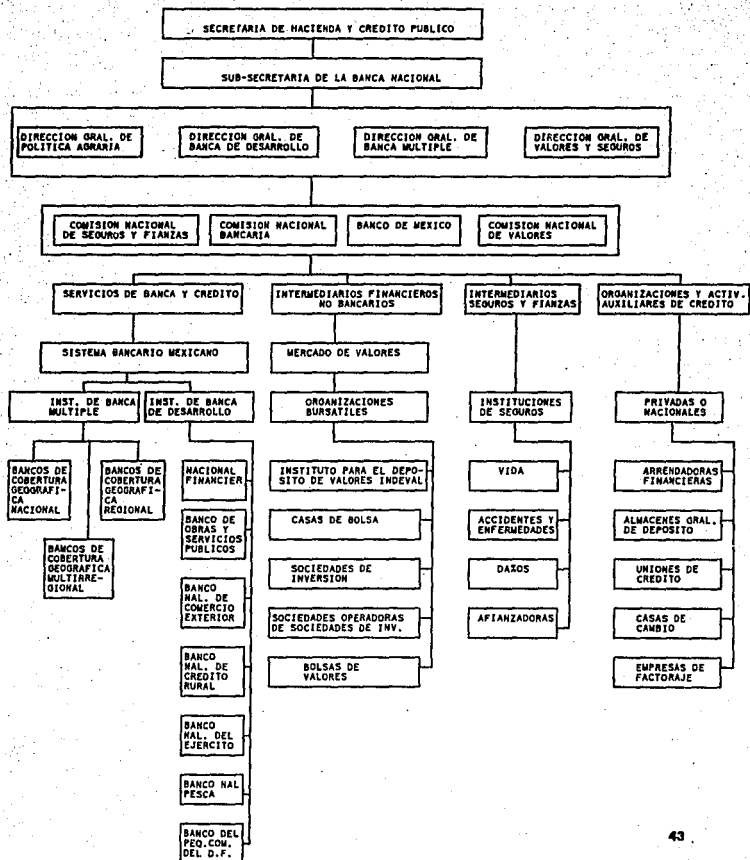 SECRETARIA DE HACIENDA Y CREDITO PUBLICO
SUB-SECRETARIA DE LA BANCA NACIONAL
DIRECCION GRAL. DE
POLITICA AGRARIA
DIRECCION GRAL. DE
BANCA DE DESARROLLO
DIRECCION GRAL. DE
BANCA MULTIPLE
DIRECCION GRAL. DE
VALORES Y SEGUROS
COMISION NACIONAL
DE SEGUROS Y FIANZAS
COMISION NACIONAL
BANCARIA
BANCO DE MEXICO
COMISION NACIONAL
DE VALORES
SERVICIOS DE BANCA Y CREDITO
INTERMEDIARIOS FINANCIEROS
NO BANCARIOS
INTERMEDIARIOS
SEGUROS Y FIANZAS
ORGANIZACIONES Y ACTIV.
AUXILIARES DE CREDITO
SISTEMA BANCARIO MEXICANO
MERCADO DE VALORES
INST. DE BANCA
MULTIPLE
INST. DE BANCA
DE DESARROLLO
ORGANIZACIONES
BURSATILES
INSTITUCIONES
DE SEGUROS
PRIVADAS O
NACIONALES
BANCOS DE
COBERTURA
GEOGRAFI-
CA
NACIONAL
BANCOS DE
COBERTURA
GEOGRAFI-
CA
REGIONAL
BANCOS DE
COBERTURA
GEOGRAFICA
MULTIRRE-
GIONAL
NACIONAL
FINANCIER
BANCO DE
OBRAS Y
SERVICIOS
PUBLICOS
BANCO
NAL. DE
COMERCIO
EXTERIOR
BANCO
NAL. DE
CREDITO
RURAL
BANCO
NAL. DEL
EJERCITO
BANCO NAL
PESCA
BANCO DEL
PEQ.COM.
DEL D.F.
INSTITUTO PARA EL DEPO-
SITO DE VALORES INDEVAL
CASAS DE BOLSA
SOCIEDADES DE
INVERSION
SOCIEDADES OPERADORAS
DE SOCIEDADES DE INV.
BOLSAS DE
VALORES
VIDA
ACCIDENTES Y
ENFERMEDADES
DAXOS
AFIANZADORAS
ARRENDADORAS
FINANCIERAS
ALMACENES GRAL.
DE DEPOSITO
UNIONES DE
CREDITO
CASAS DE
CAMBIO
EMPRESAS DE
FACTORAJE
43